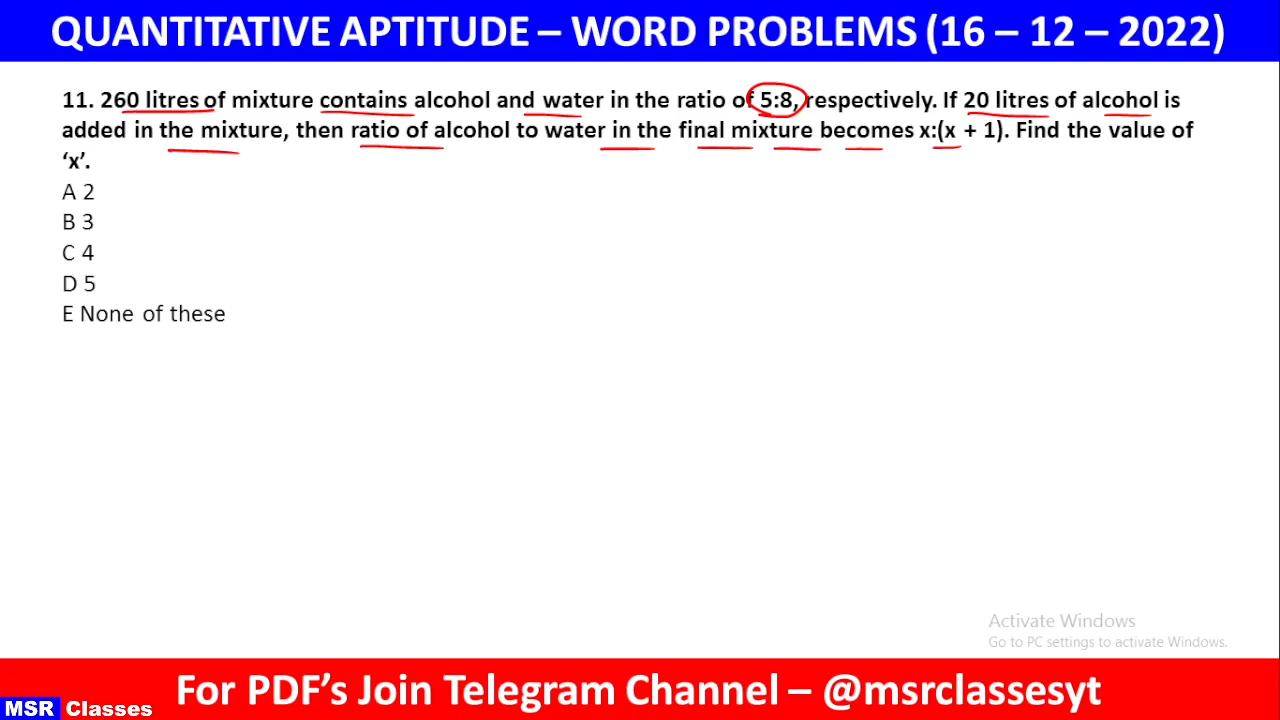 QUANTITATIVE APTITUDE – WORD PROBLEMS (16 – 12 – 2022)
11. 260 litres of mixture contains alcohol and water in the ratio of 5:8, respectively. If 20 litres of alcohol is
added in the mixture, then ratio of alcohol to water in the final mixture becomes x:(x + 1). Find the value of
‘x’.
A 2
B 3
C 4
D 5
E None of these
Activate Windows
Go to PC settings to activate Windows.
For PDF’s Join Telegram Channel – @msrclassesyt
MSR Classes